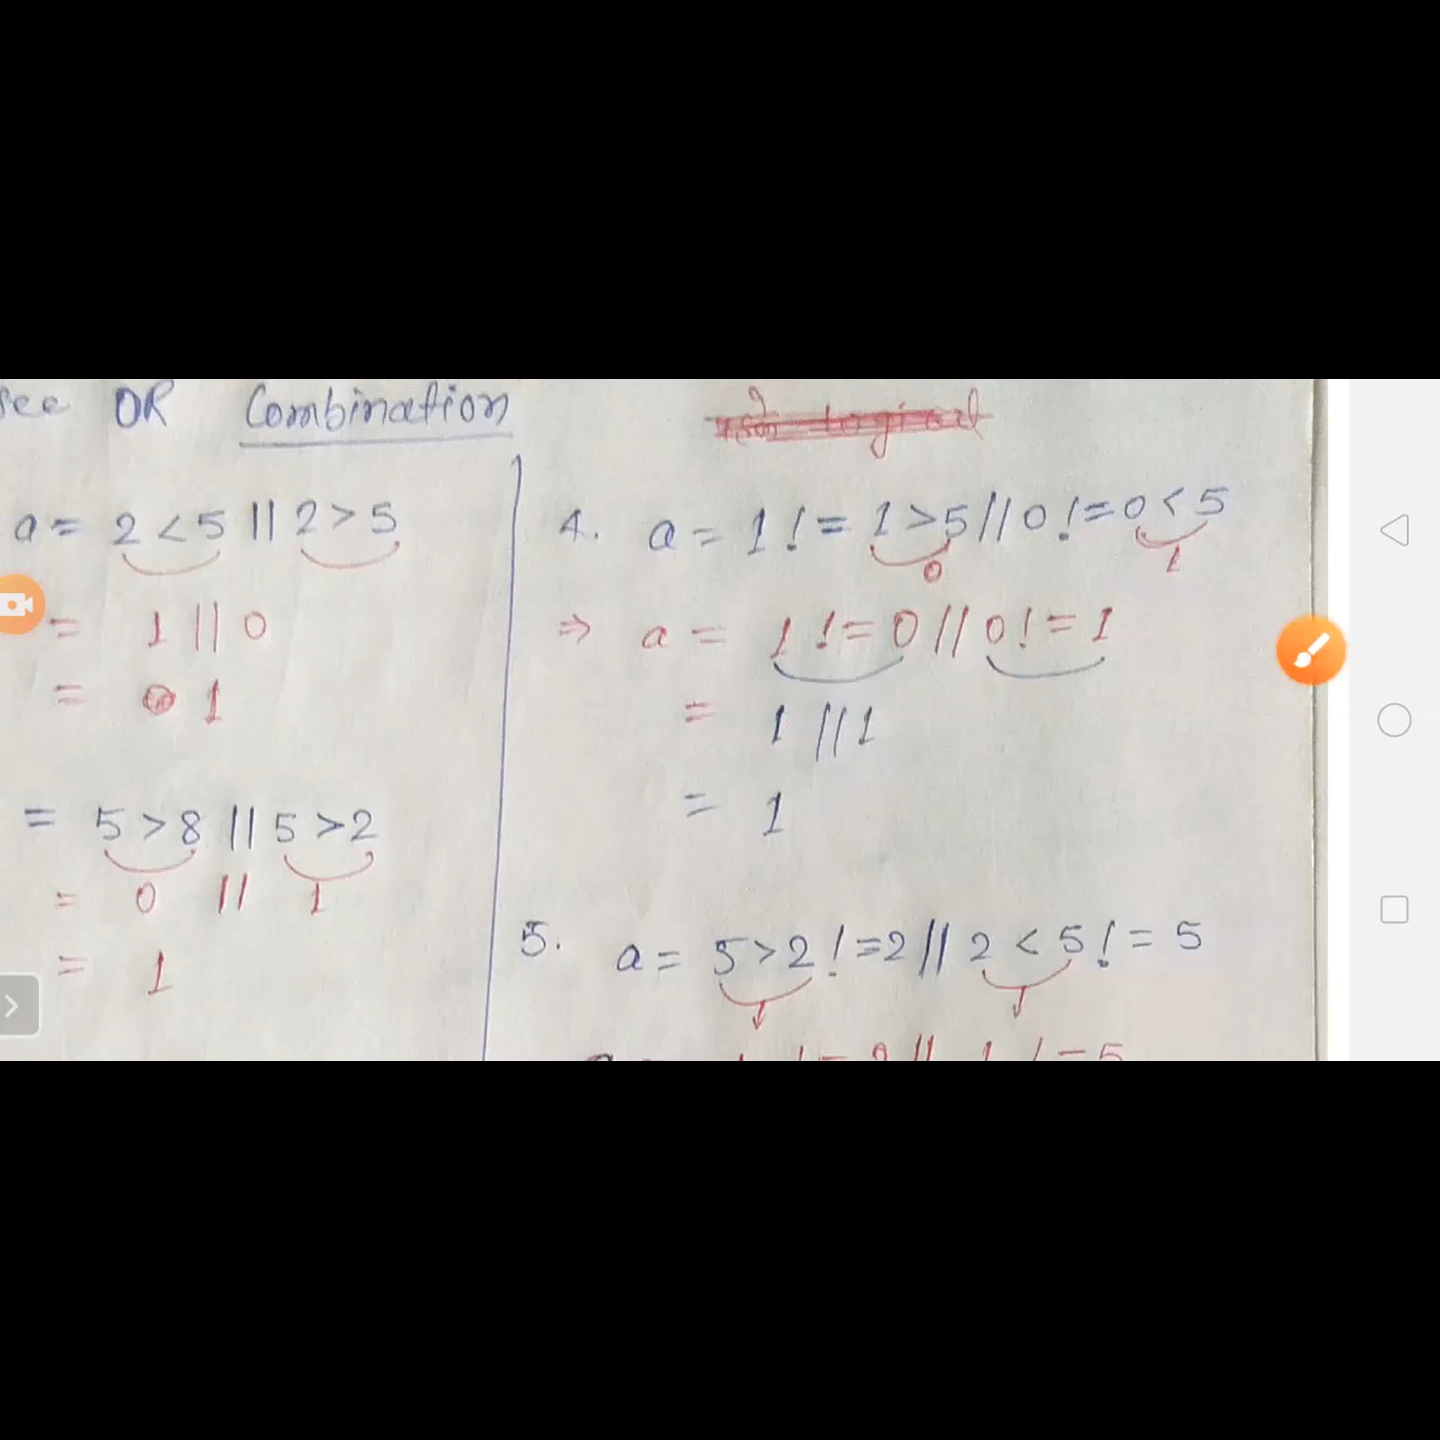 see OR Combination
a = 2 < 5 || 2 > 5
= 1 || 0
= 1
= 5 > 8 || 5 > 2
= 0 || 1
= 1
4. a = 1 != 1 > 5 || 0 != 0 < 5
0 1
⇒ a = 1 != 0 || 0 != 1
= 1 || 1
= 1
5. a = 5 > 2 != 2 || 2 < 5 != 5